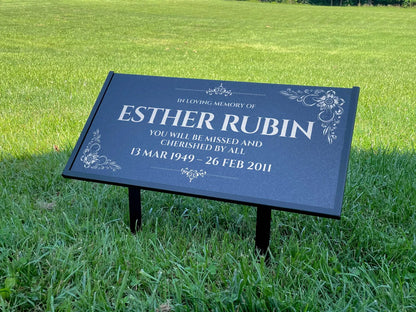 IN LOVING MEMORY OF
ESTHER RUBIN
YOU WILL BE MISSED AND
CHERISHED BY ALL
13 MAR 1949 ~ 26 FEB 2011